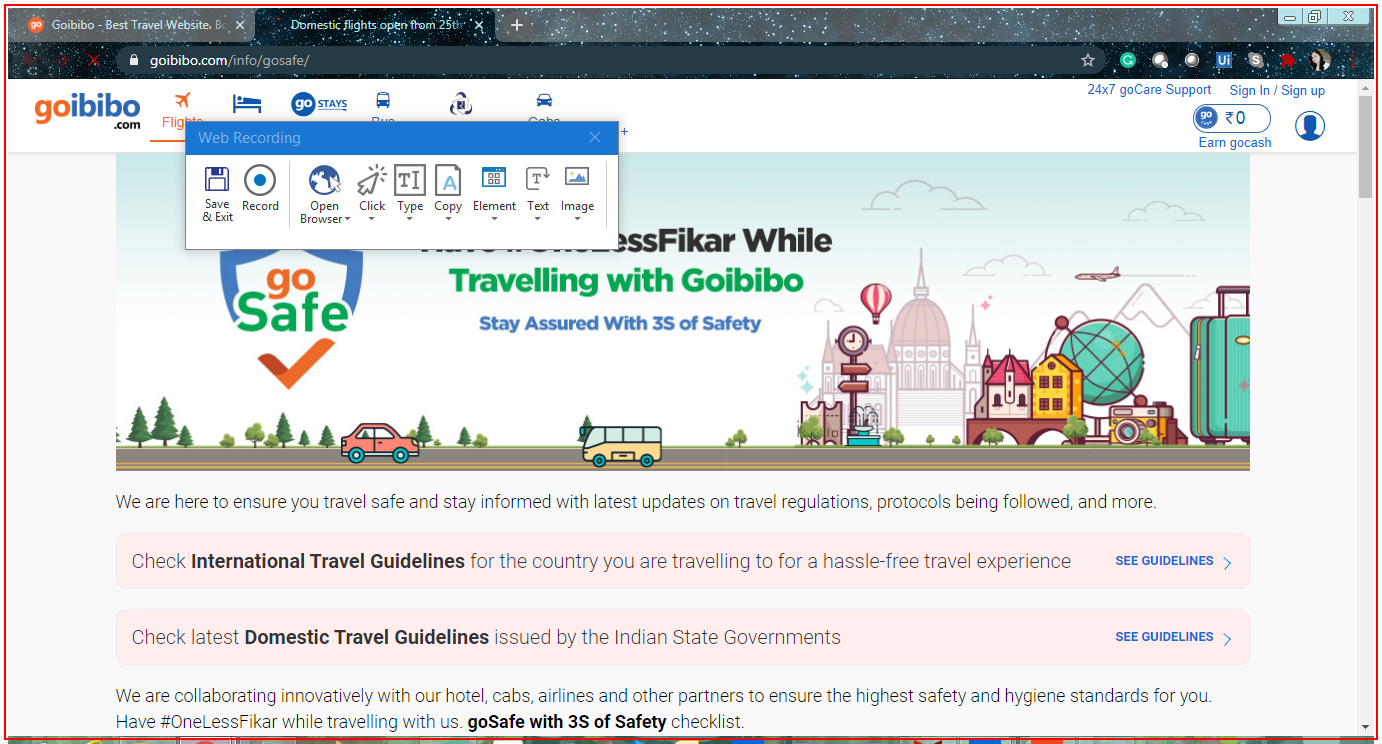 Goibibo - Best Travel Website. Bo
Domestic flights open from 25th
goibibo.com/info/gosafe/
G
Ui
S
goibibo
.com
Flights
go STAYS
24x7 goCare Support
Sign In / Sign up
go
CASH
₹0
Earn gocash
+
Web Recording
Save
& Exit
Record
Open
Browser
Click
Type
Copy
Element
Text
Image
#OneLessFikar While
Travelling with Goibibo
Stay Assured With 3S of Safety
go
Safe
We are here to ensure you travel safe and stay informed with latest updates on travel regulations, protocols being followed, and more.
Check International Travel Guidelines for the country you are travelling to for a hassle-free travel experience SEE GUIDELINES
Check latest Domestic Travel Guidelines issued by the Indian State Governments SEE GUIDELINES
We are collaborating innovatively with our hotel, cabs, airlines and other partners to ensure the highest safety and hygiene standards for you.
Have #OneLessFikar while travelling with us. goSafe with 3S of Safety checklist.